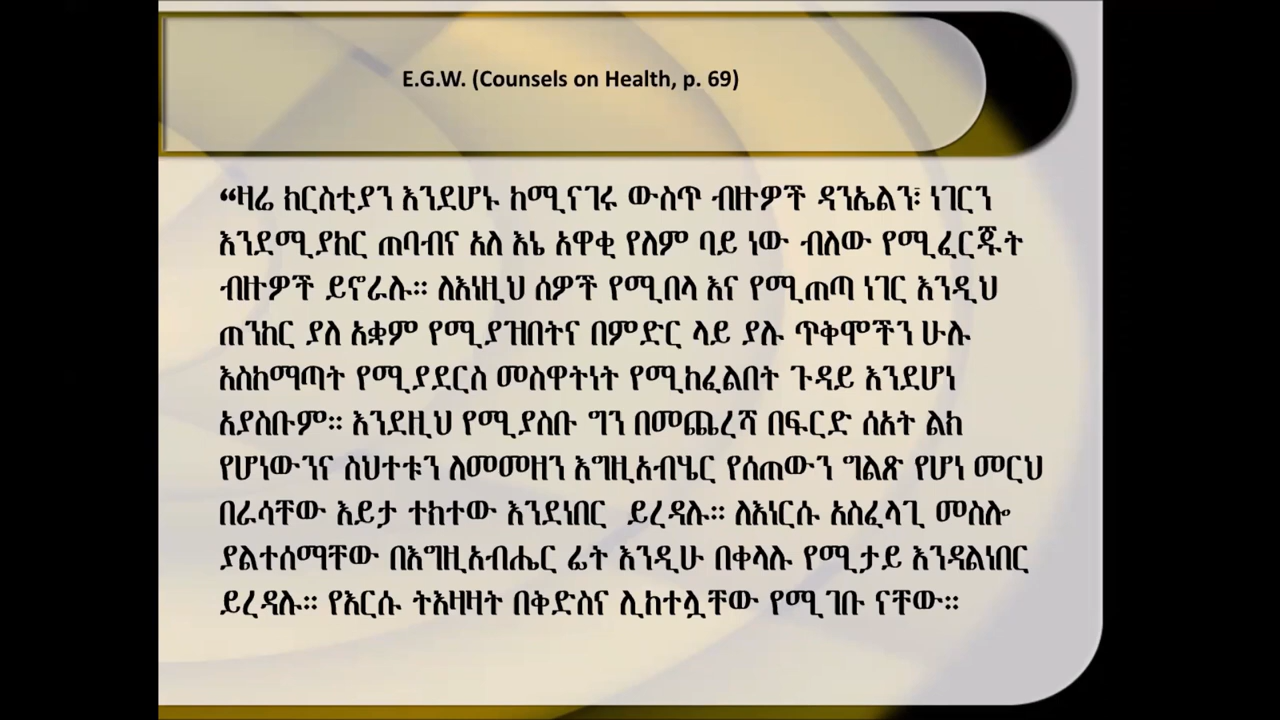 E.G.W. (Counsels on Health, p. 69)
“ዛሬ ክርስቲያን እንደሆኑ ከሚናገሩ ውስጥ ብዙዎች ዳንኤልን፣ ነገርን
እንደሚያከር ጠባብና አለ እኔ አዋቂ የለም ባይ ነው ብለው የሚፈርጁት
ብዙዎች ይኖራሉ። ለእነዚህ ሰዎች የሚበላ እና የሚጠጣ ነገር እንዲህ
ጠንከር ያለ አቋም የሚያዝበትና በምድር ላይ ያሉ ጥቅሞችን ሁሉ
እስከማጣት የሚያደርስ መስዋትነት የሚከፈልበት ጉዳይ እንደሆነ
አያስቡም። እንደዚህ የሚያስቡ ግን በመጨረሻ በፍርድ ሰአት ልክ
የሆነውንና ስህተቱን ለመመዘን እግዚአብሄር የሰጠውን ግልጽ የሆነ መርህ
በራሳቸው እይታ ተክተው እንደነበር ይረዳሉ። ለእነርሱ አስፈላጊ መስሎ
ያልተሰማቸው በእግዚአብሔር ፊት እንዲሁ በቀላሉ የሚታይ እንዳልነበር
ይረዳሉ። የእርሱ ትእዛዛት በቅድስና ሊከተሏቸው የሚገቡ ናቸው።